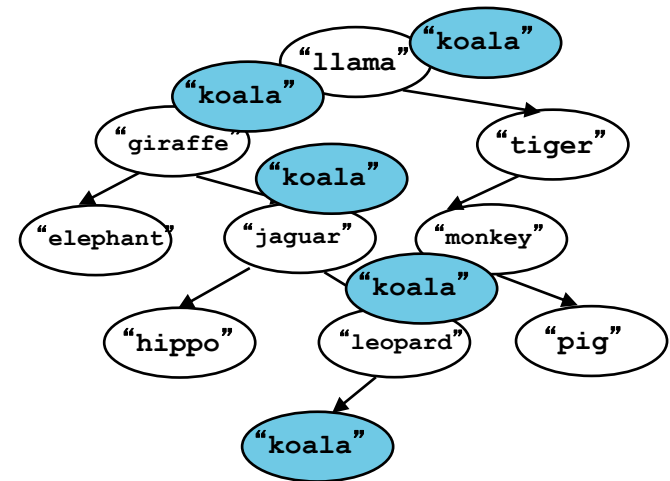 “koala”
“llama”
“koala”
“giraffe”
“tiger”
“koala”
“elephant”
“jaguar”
“monkey”
“koala”
“hippo”
“leopard”
“pig”
“koala”